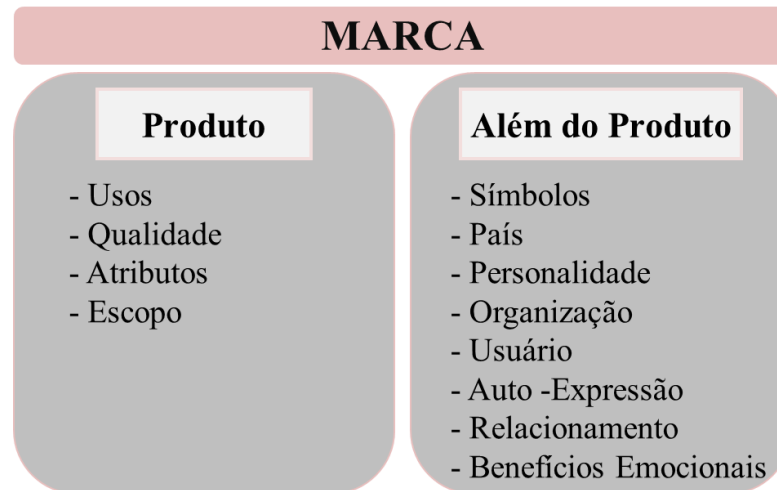 MARCA
Produto
- Usos
- Qualidade
- Atributos
- Escopo
Além do Produto
- Símbolos
- País
- Personalidade
- Organização
- Usuário
- Auto -Expressão
- Relacionamento
- Benefícios Emocionais